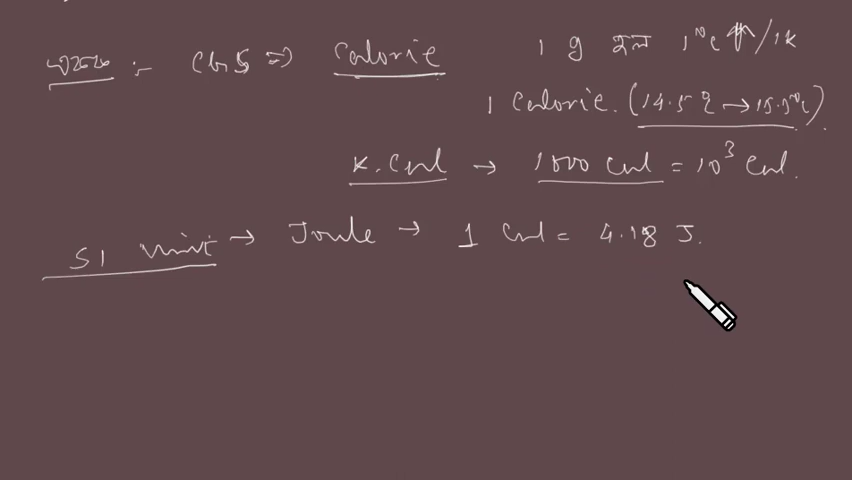 :- CGS => Calorie 1 g 1°C /1K
1 Calorie. (14.5°C → 15.5°C).
K.Cal → 1000 Cal = 10³ Cal.
SI Unit → Joule → 1 Cal = 4.18 J.